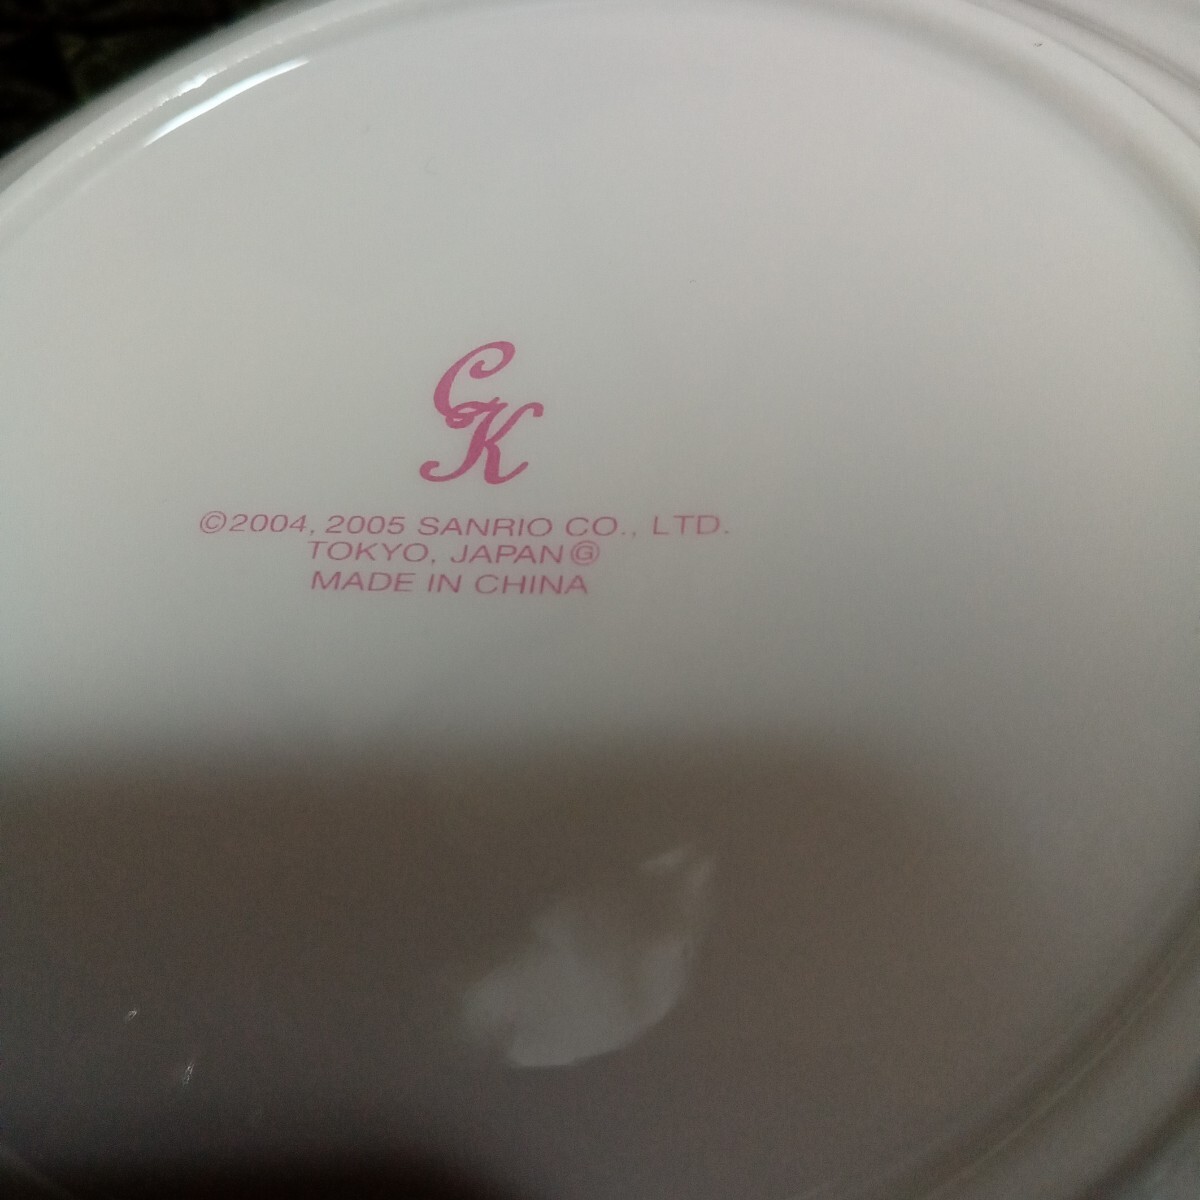 CK
©2004, 2005 SANRIO CO., LTD.
TOKYO, JAPAN Ⓖ
MADE IN CHINA